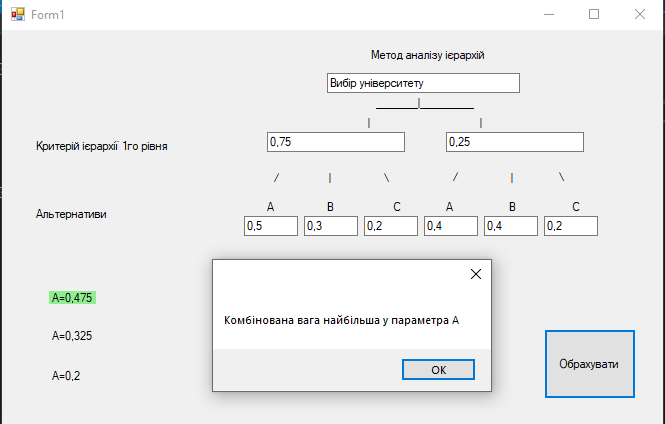 Form1
Метод аналізу ієрархій
Вибір університету
Критерій ієрархії 1го рівня
0,75
0,25
/ | \ / | \
Альтернативи
A B C A B C
0,5 0,3 0,2 0,4 0,4 0,2
A=0,475
A=0,325
A=0,2
Комбінована вага найбільша у параметра A
OK
Обрахувати